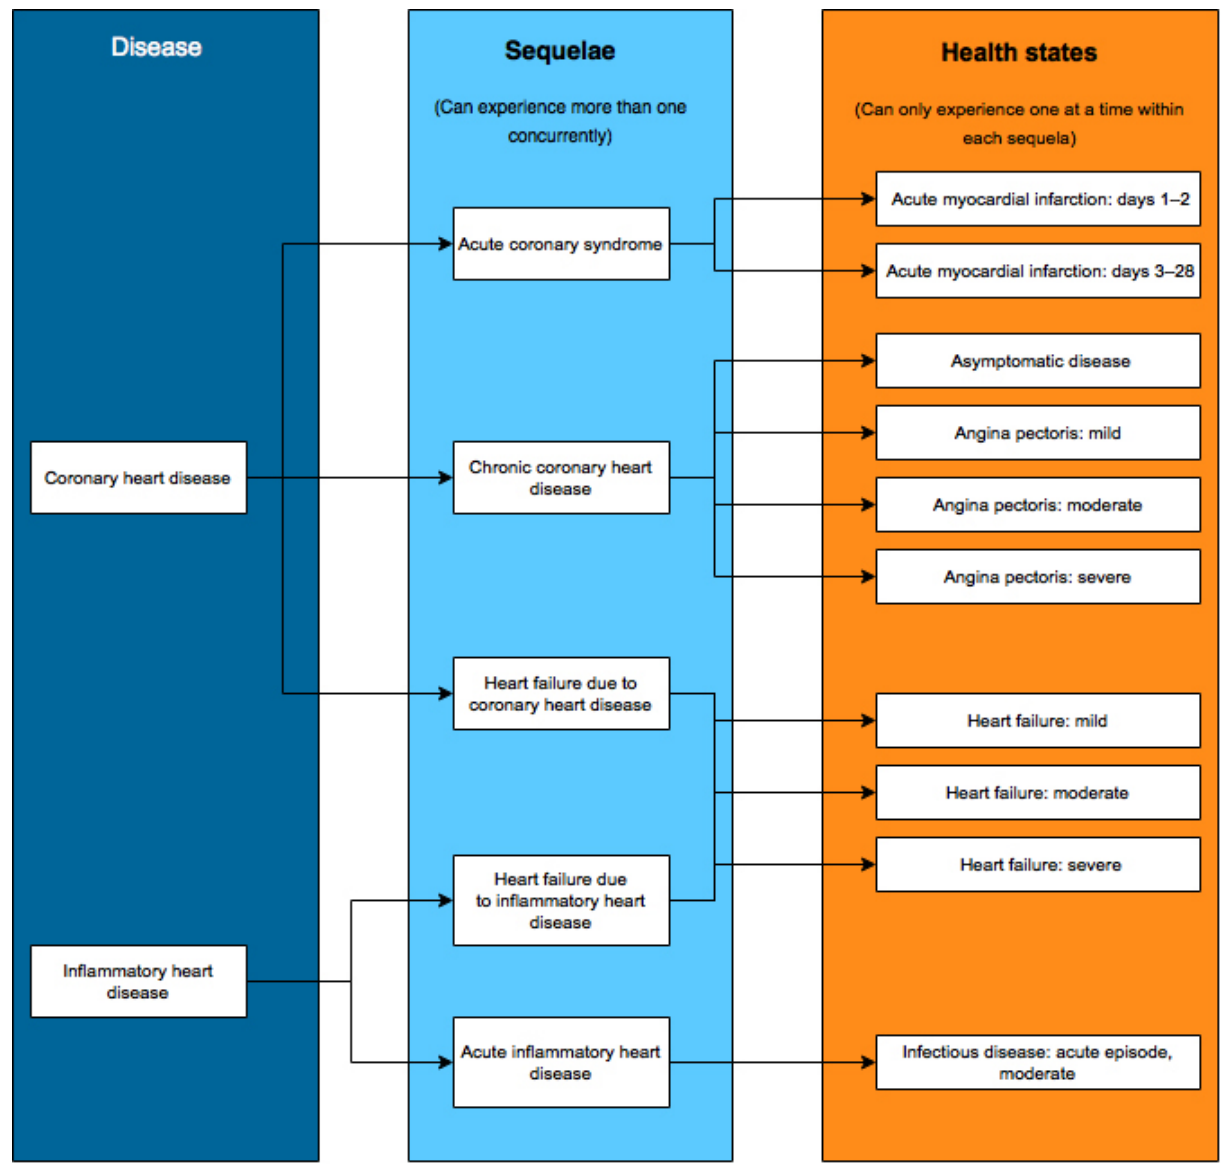 Disease
Coronary heart disease
Inflammatory heart
disease
Sequelae
(Can experience more than one
concurrently)
Acute coronary syndrome
Chronic coronary heart
disease
Heart failure due to
coronary heart disease
Heart failure due
to inflammatory heart
disease
Acute inflammatory heart
disease
Health states
(Can only experience one at a time within
each sequela)
Acute myocardial infarction: days 1–2
Acute myocardial infarction: days 3–28
Asymptomatic disease
Angina pectoris: mild
Angina pectoris: moderate
Angina pectoris: severe
Heart failure: mild
Heart failure: moderate
Heart failure: severe
Infectious disease: acute episode,
moderate